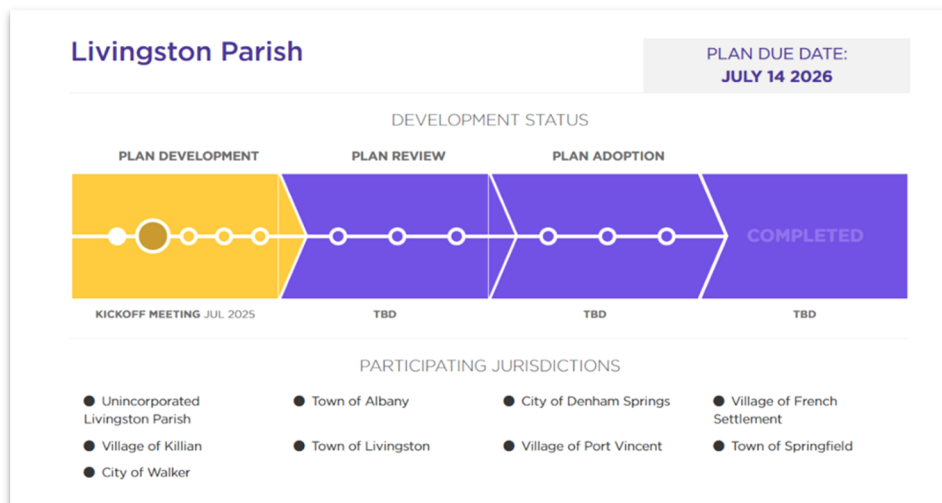 Livingston Parish
PLAN DUE DATE:
JULY 14 2026
DEVELOPMENT STATUS
PLAN DEVELOPMENT
PLAN REVIEW
PLAN ADOPTION
COMPLETED
KICKOFF MEETING JUL 2025
TBD
TBD
TBD
PARTICIPATING JURISDICTIONS
Unincorporated
Livingston Parish
Town of Albany
City of Denham Springs
Village of French
Settlement
Village of Killian
Town of Livingston
Village of Port Vincent
Town of Springfield
City of Walker